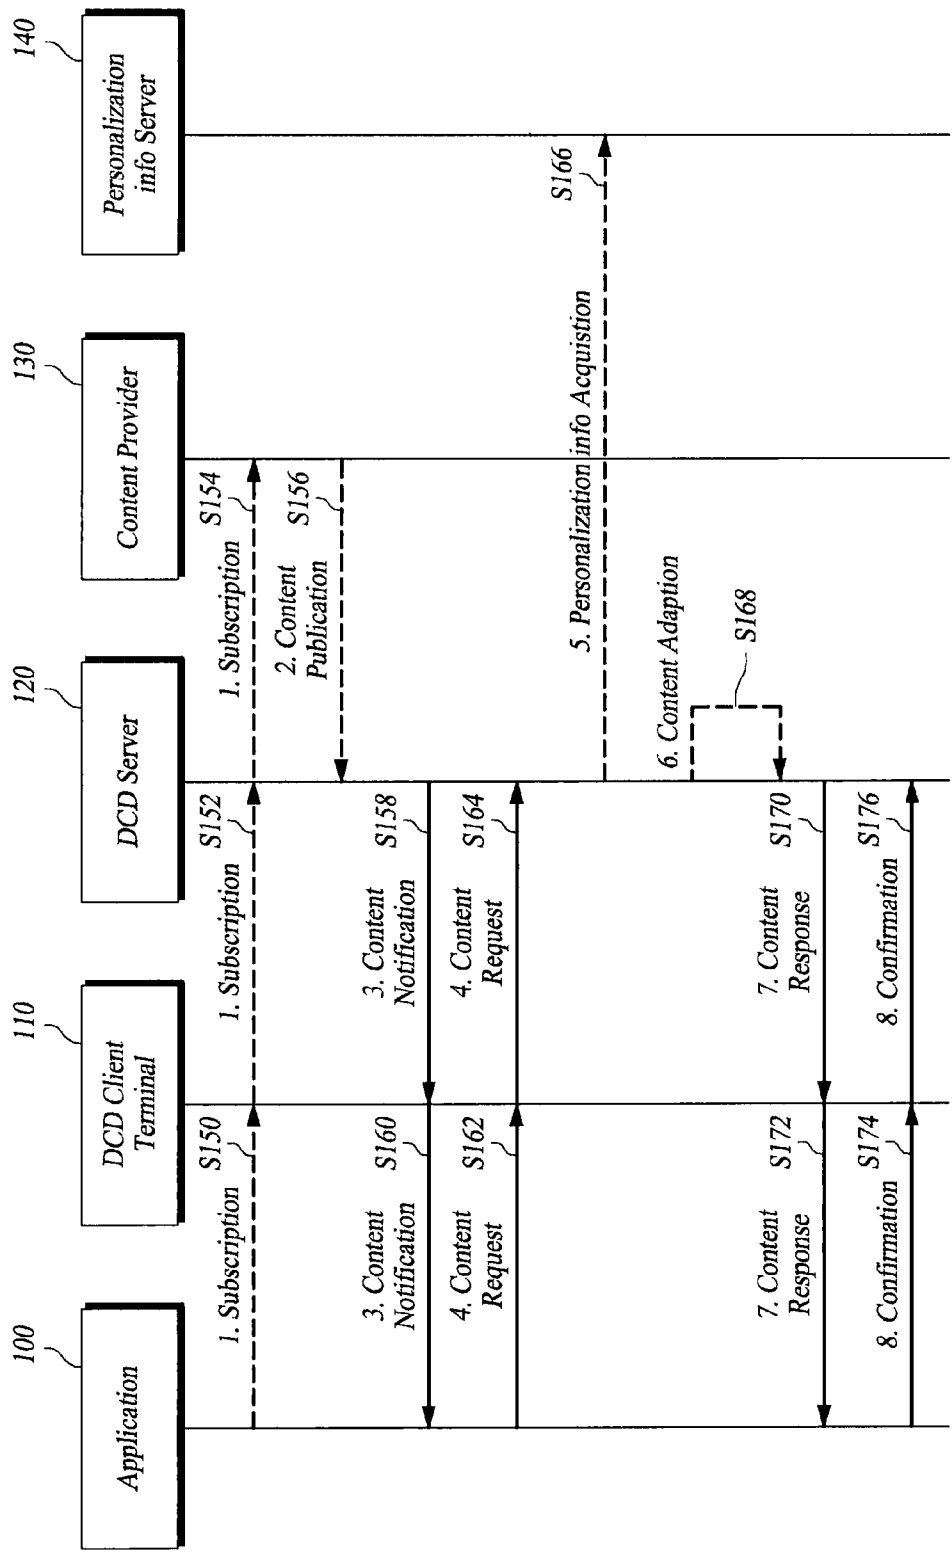 100
110
120
130
140
Application
DCD Client
Terminal
DCD Server
Content Provider
Personalization
info Server
1. Subscription
S150
1. Subscription
S152
1. Subscription
S154
2. Content
Publication
S156
3. Content
Notification
S160
3. Content
Notification
S158
4. Content
Request
S162
4. Content
Request
S164
5. Personalization info Acquistion
S166
6. Content Adaption
S168
7. Content
Response
S172
7. Content
Response
S170
8. Confirmation
S174
8. Confirmation
S176